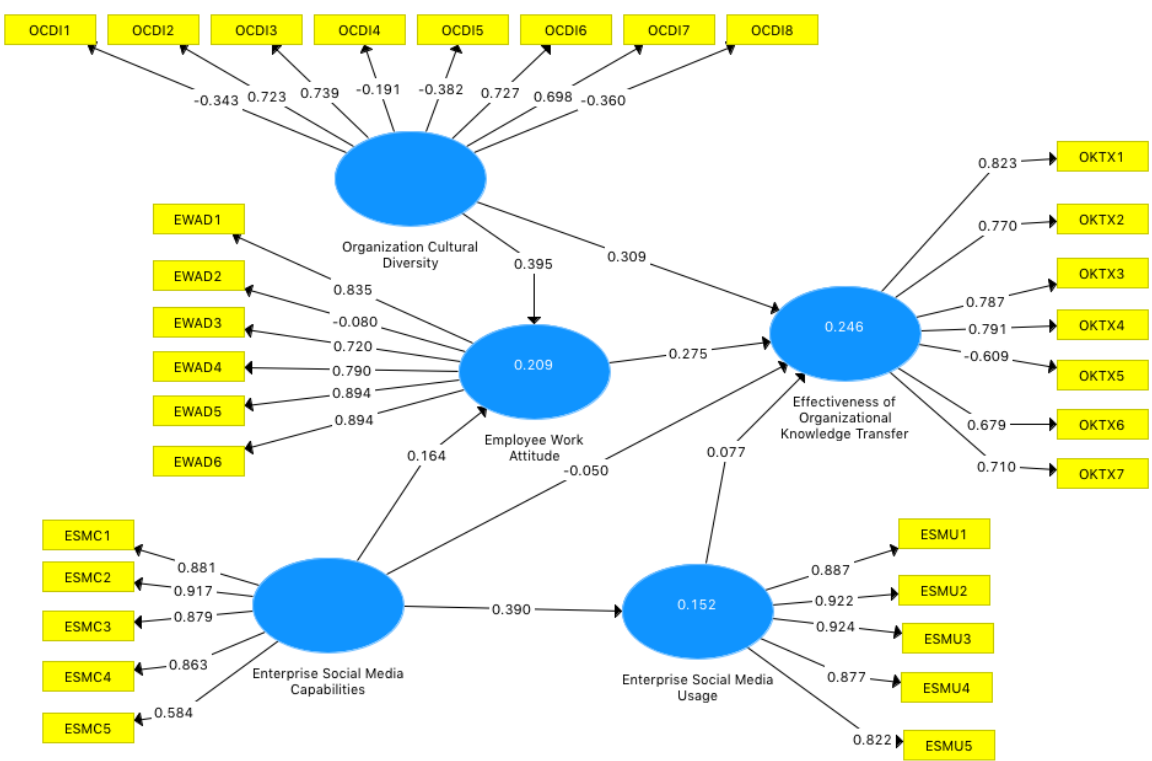 OCDI1
OCDI2
OCDI3
OCDI4
OCDI5
OCDI6
OCDI7
OCDI8
-0.343
0.723
0.739
-0.191
-0.382
0.727
0.698
-0.360
Organization Cultural
Diversity
0.395
0.309
EWAD1
EWAD2
EWAD3
EWAD4
EWAD5
EWAD6
0.835
-0.080
0.720
0.790
0.894
0.894
0.209
Employee Work
Attitude
0.275
0.164
-0.050
0.077
0.246
Effectiveness of
Organizational
Knowledge Transfer
0.823
0.770
0.787
0.791
-0.609
0.679
0.710
OKTX1
OKTX2
OKTX3
OKTX4
OKTX5
OKTX6
OKTX7
ESMC1
ESMC2
ESMC3
ESMC4
ESMC5
0.881
0.917
0.879
0.863
0.584
Enterprise Social Media
Capabilities
0.390
0.152
Enterprise Social Media
Usage
0.887
0.922
0.924
0.877
0.822
ESMU1
ESMU2
ESMU3
ESMU4
ESMU5